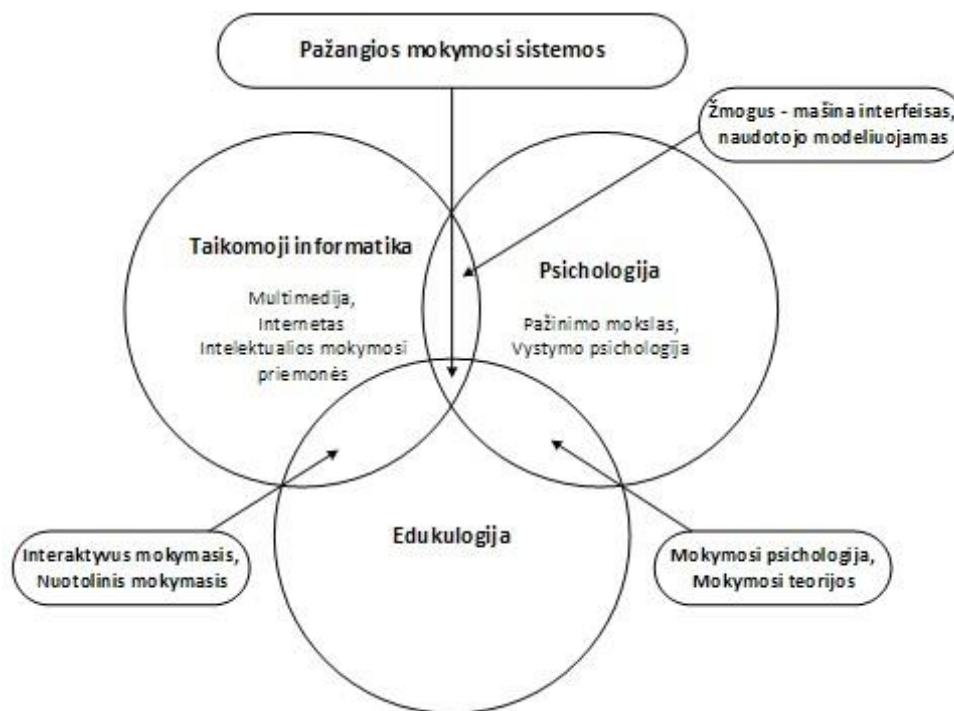 Pažangios mokymosi sistemos
Žmogus - mašina interfeisas,
naudotojo modeliuojamas
Taikomoji informatika
Multimedija,
Internetas
Intelektualios mokymosi
priemonės
Psichologija
Pažinimo mokslas,
Vystymo psichologija
Edukulogija
Interaktyvus mokymasis,
Nuotolinis mokymasis
Mokymosi psichologija,
Mokymosi teorijos